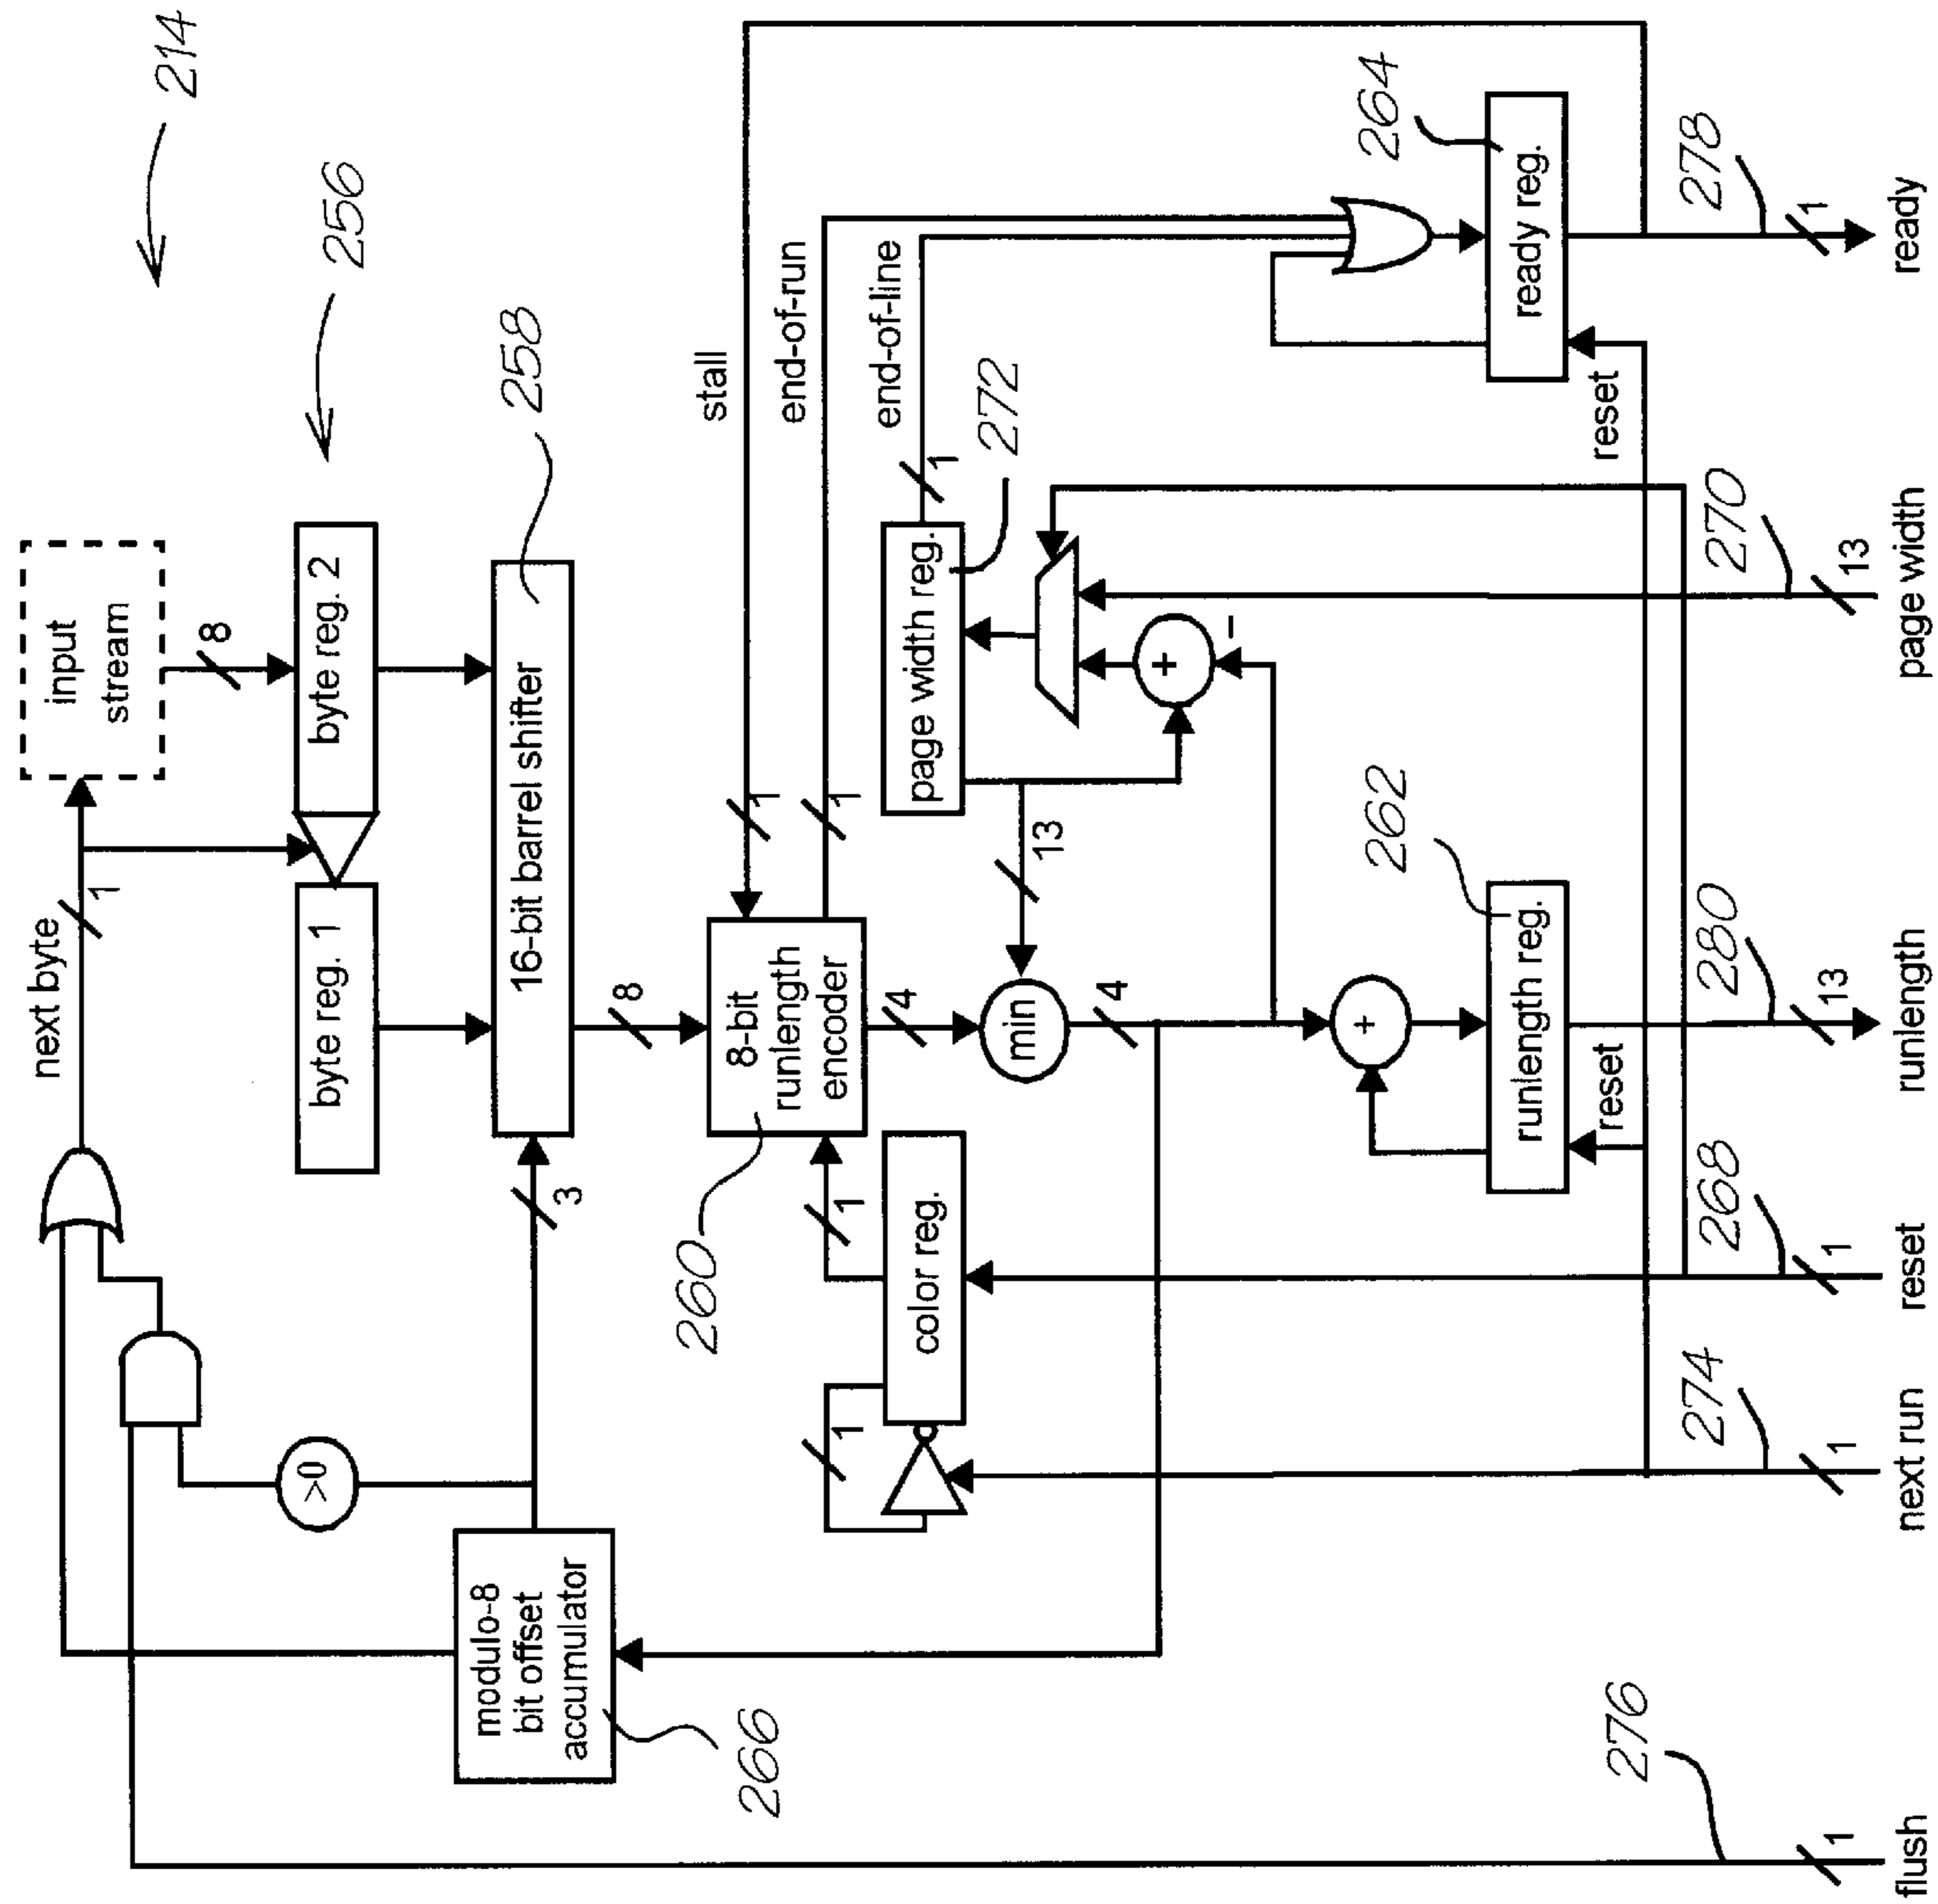 214
256
next byte
1
input
stream
8
byte reg. 1
byte reg. 2
258
16-bit barrel shifter
3
>0
8
modulo-8
bit offset
accumulator
266
260
8-bit
runlength
encoder
1
1
stall
end-of-run
end-of-line
1
1
color reg.
4
min
4
13
page width reg.
1
272
+
−
+
262
runlength reg.
reset
264
ready reg.
reset
276
1
flush
274
1
next run
268
1
reset
280
13
runlength
270
13
page width
278
1
ready